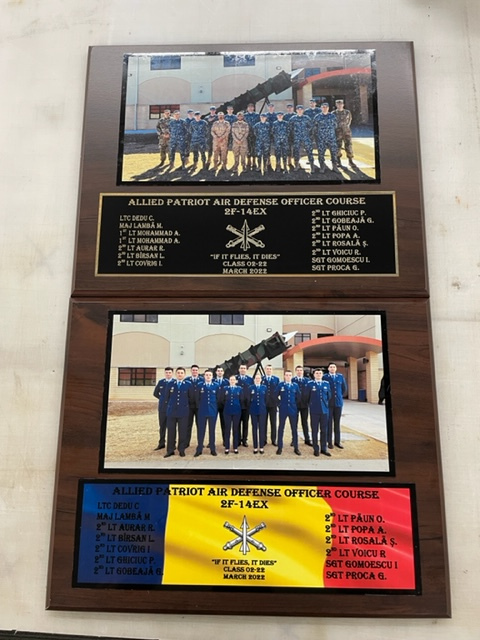 ALLIED PATRIOT AIR DEFENSE OFFICER COURSE
2F-14EX
LTC DEDU C.
MAJ LAMBĂ M.
1ST LT MOHAMMAD A.
1ST LT MOHAMMAD A.
2ND LT AURAR R.
2ND LT BÎRSAN L.
2ND LT COVRIG I.
2ND LT GHICIUC P.
2ND LT GOBEAJĂ G.
2ND LT PĂUN O.
2ND LT POPA A.
2ND LT ROSALĂ Ș.
2ND LT VOICU R.
SGT GOMOESCU I
SGT PROCA G.
"IF IT FLIES, IT DIES"
CLASS 02-22
MARCH 2022
ALLIED PATRIOT AIR DEFENSE OFFICER COURSE
2F-14EX
LTC DEDU C.
MAJ LAMBĂ M
2ND LT AURAR R.
2ND LT BÎRSAN L.
2ND LT COVRIG I.
2ND LT GHICIUC P.
2ND LT GOBEAJĂ G.
2ND LT PĂUN O.
2ND LT POPA A.
2ND LT ROSALĂ Ș.
2ND LT VOICU R
SGT GOMOESCU I
SGT PROCA G.
"IF IT FLIES, IT DIES"
CLASS 02-22
MARCH 2022